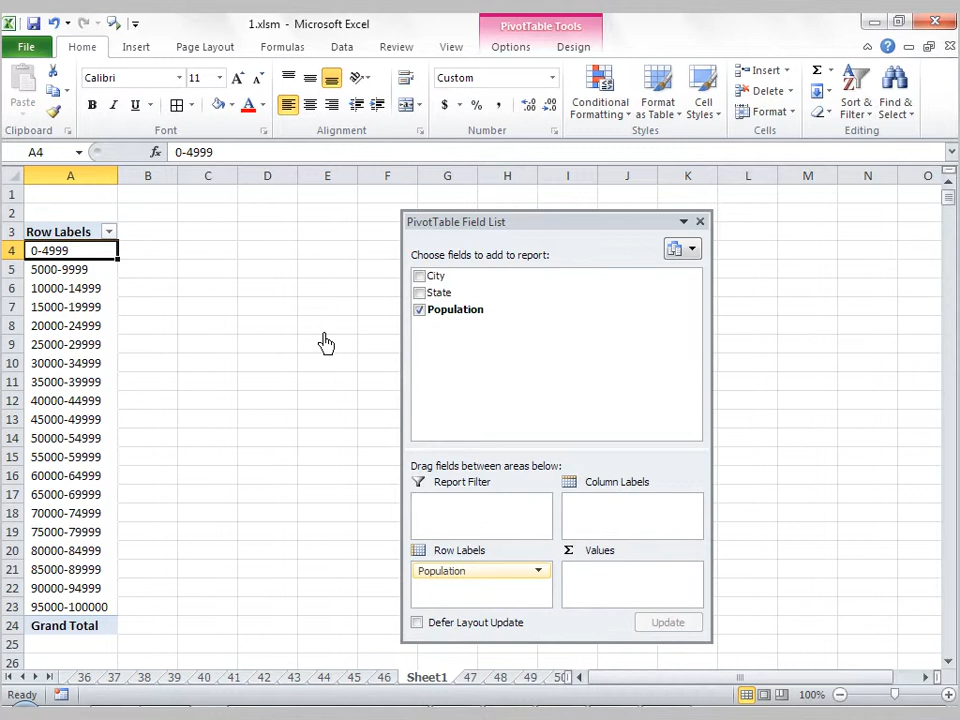 1.xlsm - Microsoft Excel
PivotTable Tools
File Home Insert Page Layout Formulas Data Review View Options Design
Paste
Calibri 11
B I U
A
Custom
$ % ,
Conditional Formatting
Format as Table
Cell Styles
Insert
Delete
Format
Σ
Sort & Filter
Find & Select
Clipboard Font Alignment Number Styles Cells Editing
A4 fx 0-4999
A B C D E F G H I J K L M N O
1
2
3 Row Labels
4 0-4999
5 5000-9999
6 10000-14999
7 15000-19999
8 20000-24999
9 25000-29999
10 30000-34999
11 35000-39999
12 40000-44999
13 45000-49999
14 50000-54999
15 55000-59999
16 60000-64999
17 65000-69999
18 70000-74999
19 75000-79999
20 80000-84999
21 85000-89999
22 90000-94999
23 95000-100000
24 Grand Total
25
26
PivotTable Field List
Choose fields to add to report:
City
State
Population
Drag fields between areas below:
Report Filter
Σ
Column Labels
Row Labels
Values
Population
Defer Layout Update Update
36 37 38 39 40 41 42 43 44 45 46 Sheet1 47 48 49 50
Ready 100%